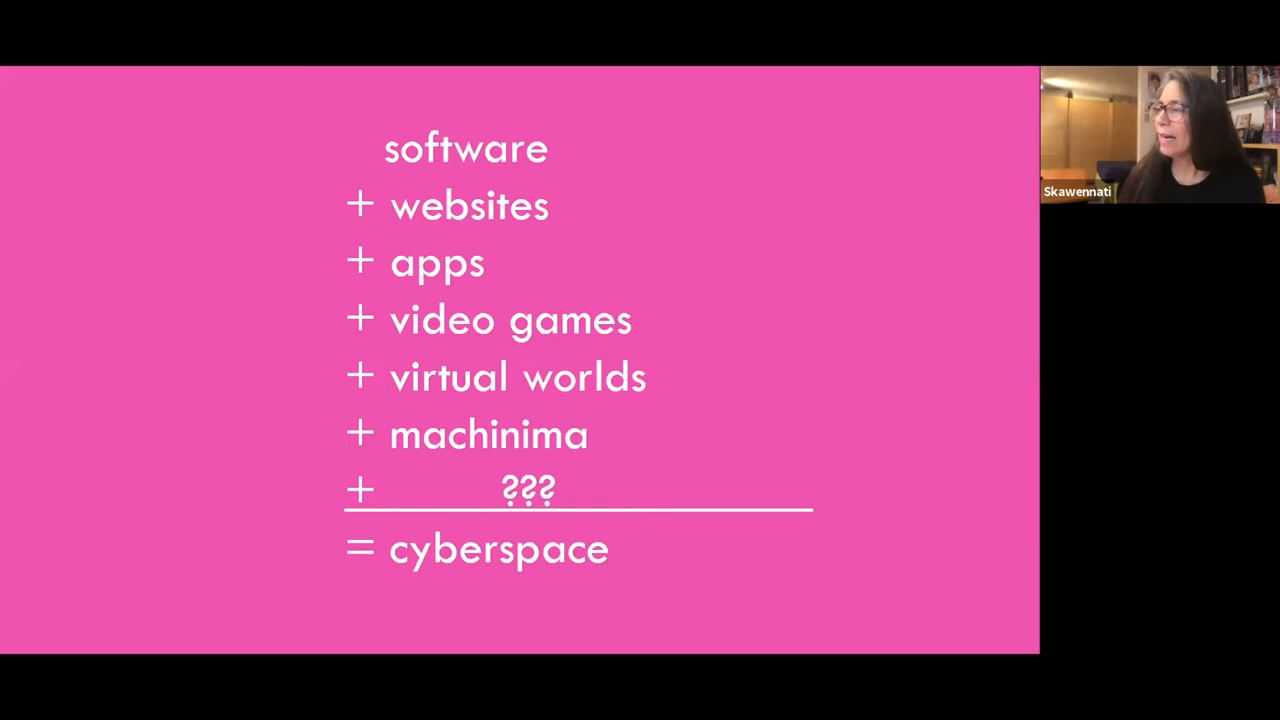 software
+ websites
+ apps
+ video games
+ virtual worlds
+ machinima
+ ???
= cyberspace
Skawennati